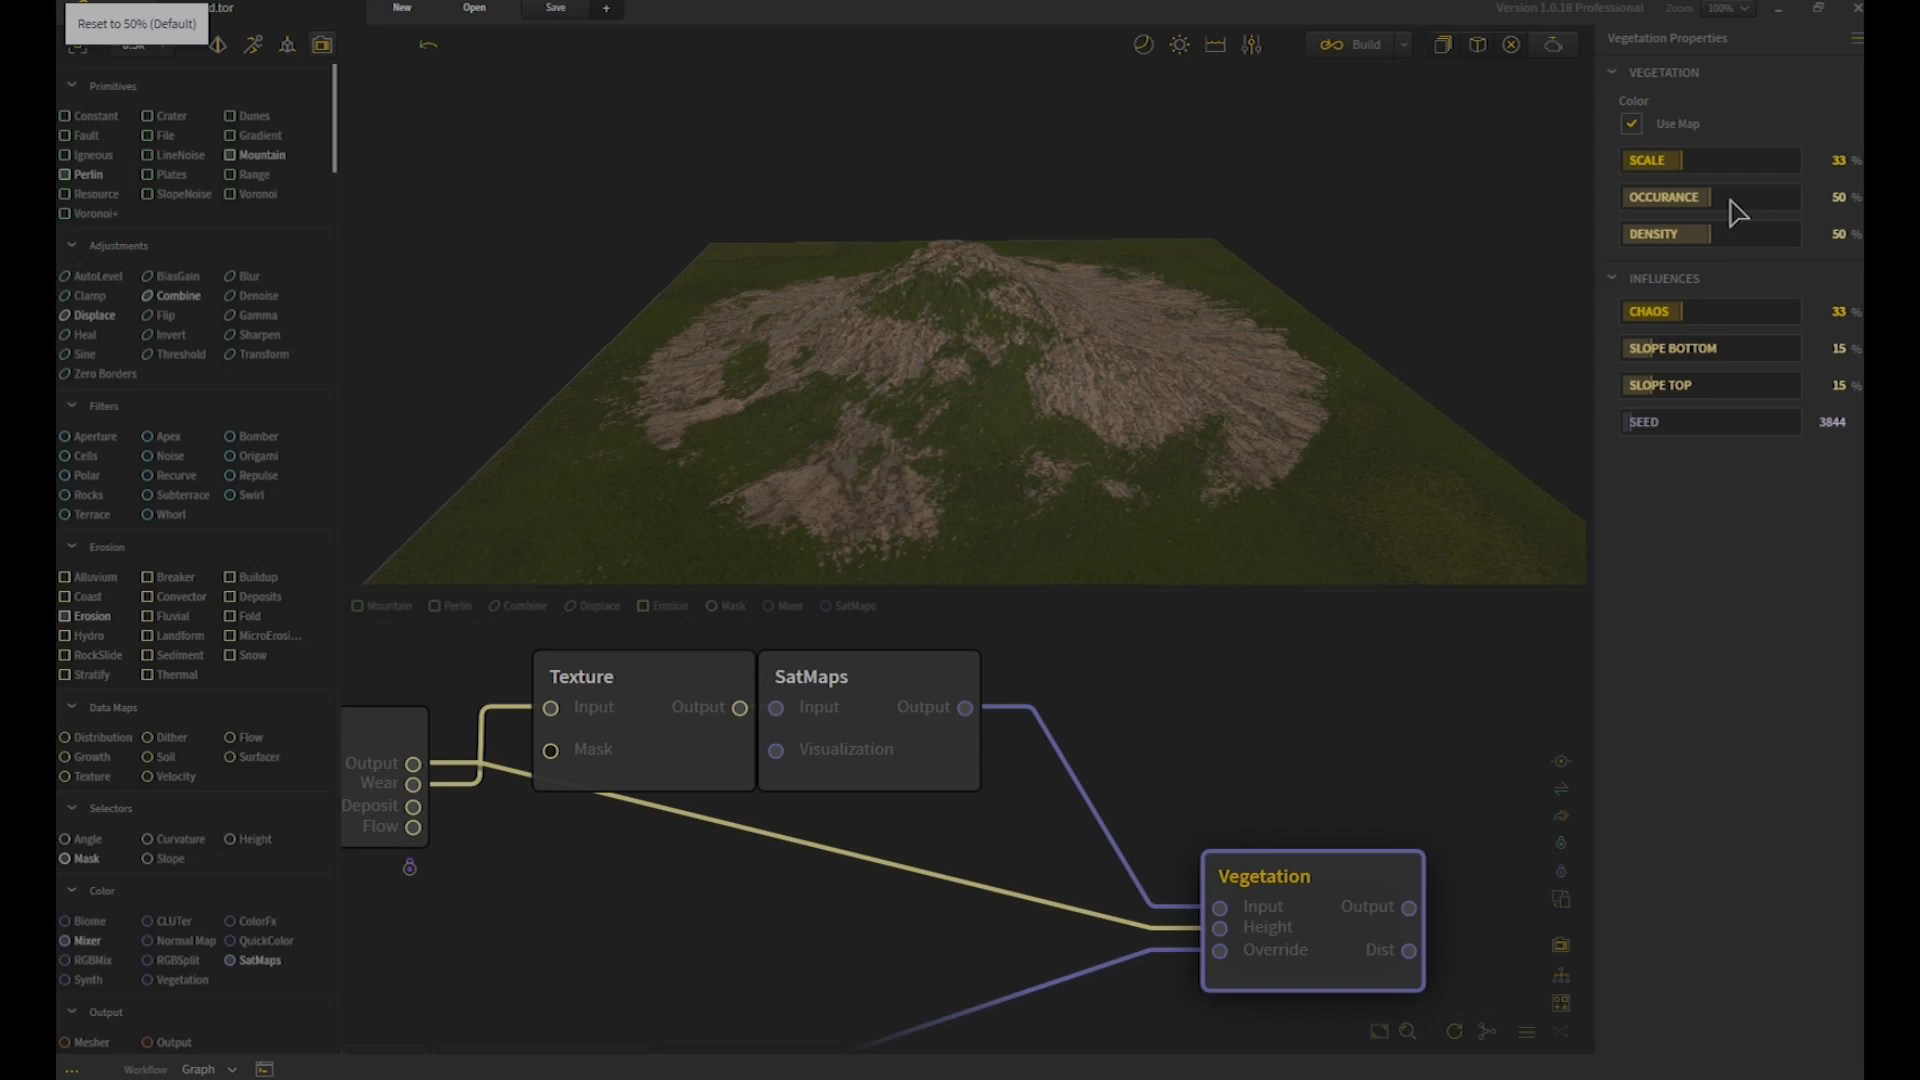 Reset to 50% (Default)
d.tor
New
Open
Save
+
Version 1.0.18 Professional
Zoom
100%
Build
Primitives
Constant Crater Dunes
Fault File Gradient
Igneous LineNoise Mountain
Perlin Plates Range
Resource SlopeNoise Voronoi
Voronoi+
Adjustments
AutoLevel BiasGain Blur
Clamp Combine Denoise
Displace Flip Gamma
Heal Invert Sharpen
Sine Threshold Transform
Zero Borders
Filters
Aperture Apex Bomber
Cells Noise Origami
Polar Recurve Repulse
Rocks Subterrace Swirl
Terrace Whorl
Erosion
Alluvium Breaker Buildup
Coast Convector Deposits
Erosion Fluvial Fold
Hydro Landform MicroErosi...
RockSlide Sediment Snow
Stratify Thermal
Data Maps
Distribution Dither Flow
Growth Soil Surfacer
Texture Velocity
Selectors
Angle Curvature Height
Mask Slope
Color
Biome CLUTer ColorFx
Mixer Normal Map QuickColor
RGBMix RGBSplit SatMaps
Synth Vegetation
Output
Mesher Output
... Workflow Graph
Mountain Perlin Combine Displace Erosion Mask Mixer SatMaps
Output
Wear
Deposit
Flow
Texture
Input Output
Mask
SatMaps
Input Output
Visualization
Vegetation
Input Output
Height
Override Dist
Vegetation Properties
VEGETATION
Color
Use Map
SCALE 33 %
OCCURANCE 50 %
DENSITY 50 %
INFLUENCES
CHAOS 33 %
SLOPE BOTTOM 15 %
SLOPE TOP 15 %
SEED 3844